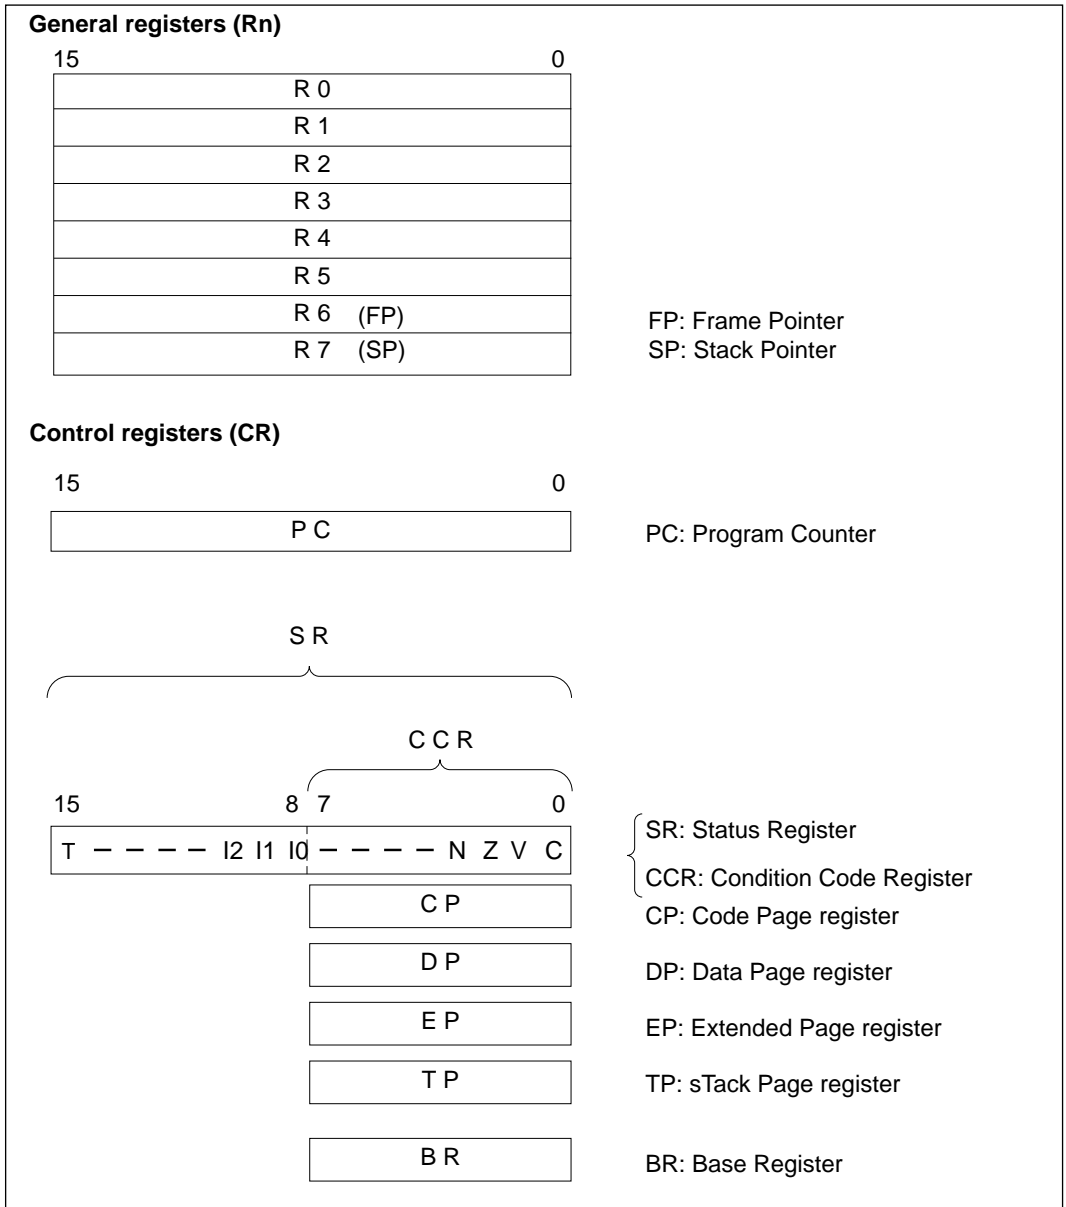 General registers (Rn)
15 0
R 0
R 1
R 2
R 3
R 4
R 5
R 6 (FP) FP: Frame Pointer
R 7 (SP) SP: Stack Pointer
Control registers (CR)
15 0
P C PC: Program Counter
S R
C C R
15 8 7 0
SR: Status Register
T – – – – I2 I1 I0 – – – – N Z V C
CCR: Condition Code Register
C P CP: Code Page register
D P DP: Data Page register
E P EP: Extended Page register
T P TP: sTack Page register
B R BR: Base Register